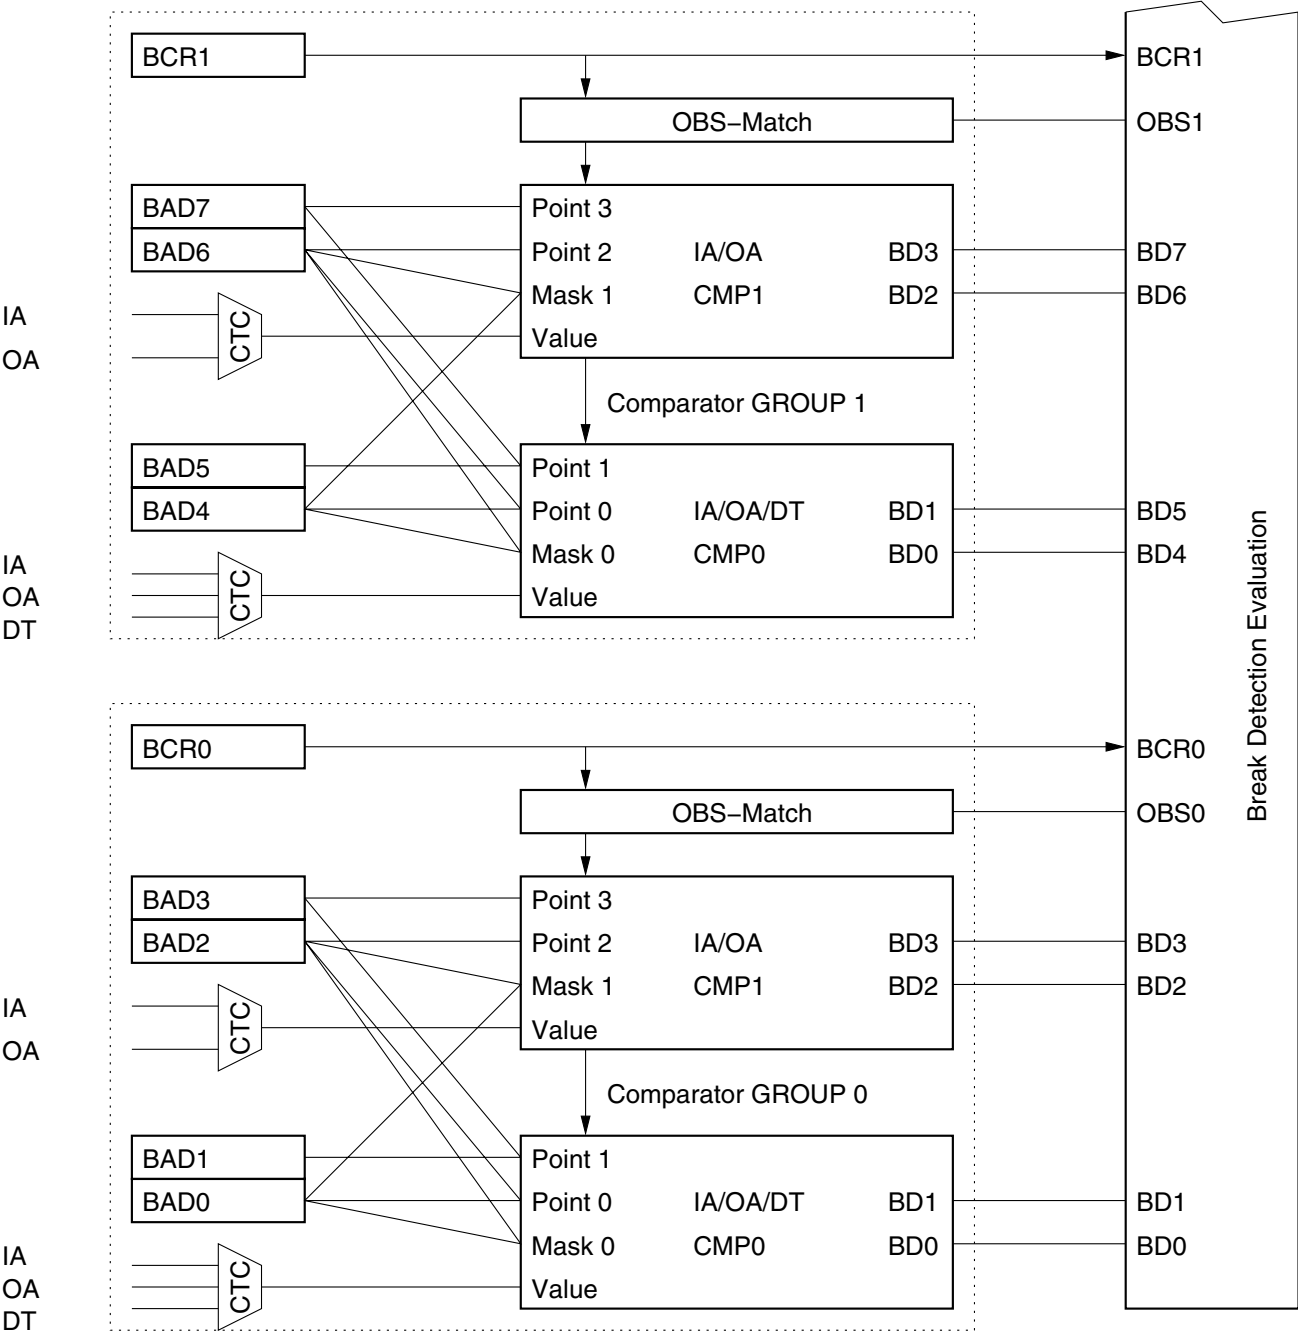 BCR1 BCR1
OBS−Match OBS1
BAD7 Point 3
BAD6 Point 2 IA/OA BD3 BD7
Mask 1 CMP1 BD2 BD6
IA
CTC Value
OA
Comparator GROUP 1
BAD5 Point 1
BAD4 Point 0 IA/OA/DT BD1 BD5
Mask 0 CMP0 BD0 BD4
IA
OA CTC Value
DT
Break Detection Evaluation
BCR0 BCR0
OBS−Match OBS0
BAD3 Point 3
BAD2 Point 2 IA/OA BD3 BD3
Mask 1 CMP1 BD2 BD2
IA
CTC Value
OA
Comparator GROUP 0
BAD1 Point 1
BAD0 Point 0 IA/OA/DT BD1 BD1
Mask 0 CMP0 BD0 BD0
IA
OA CTC Value
DT